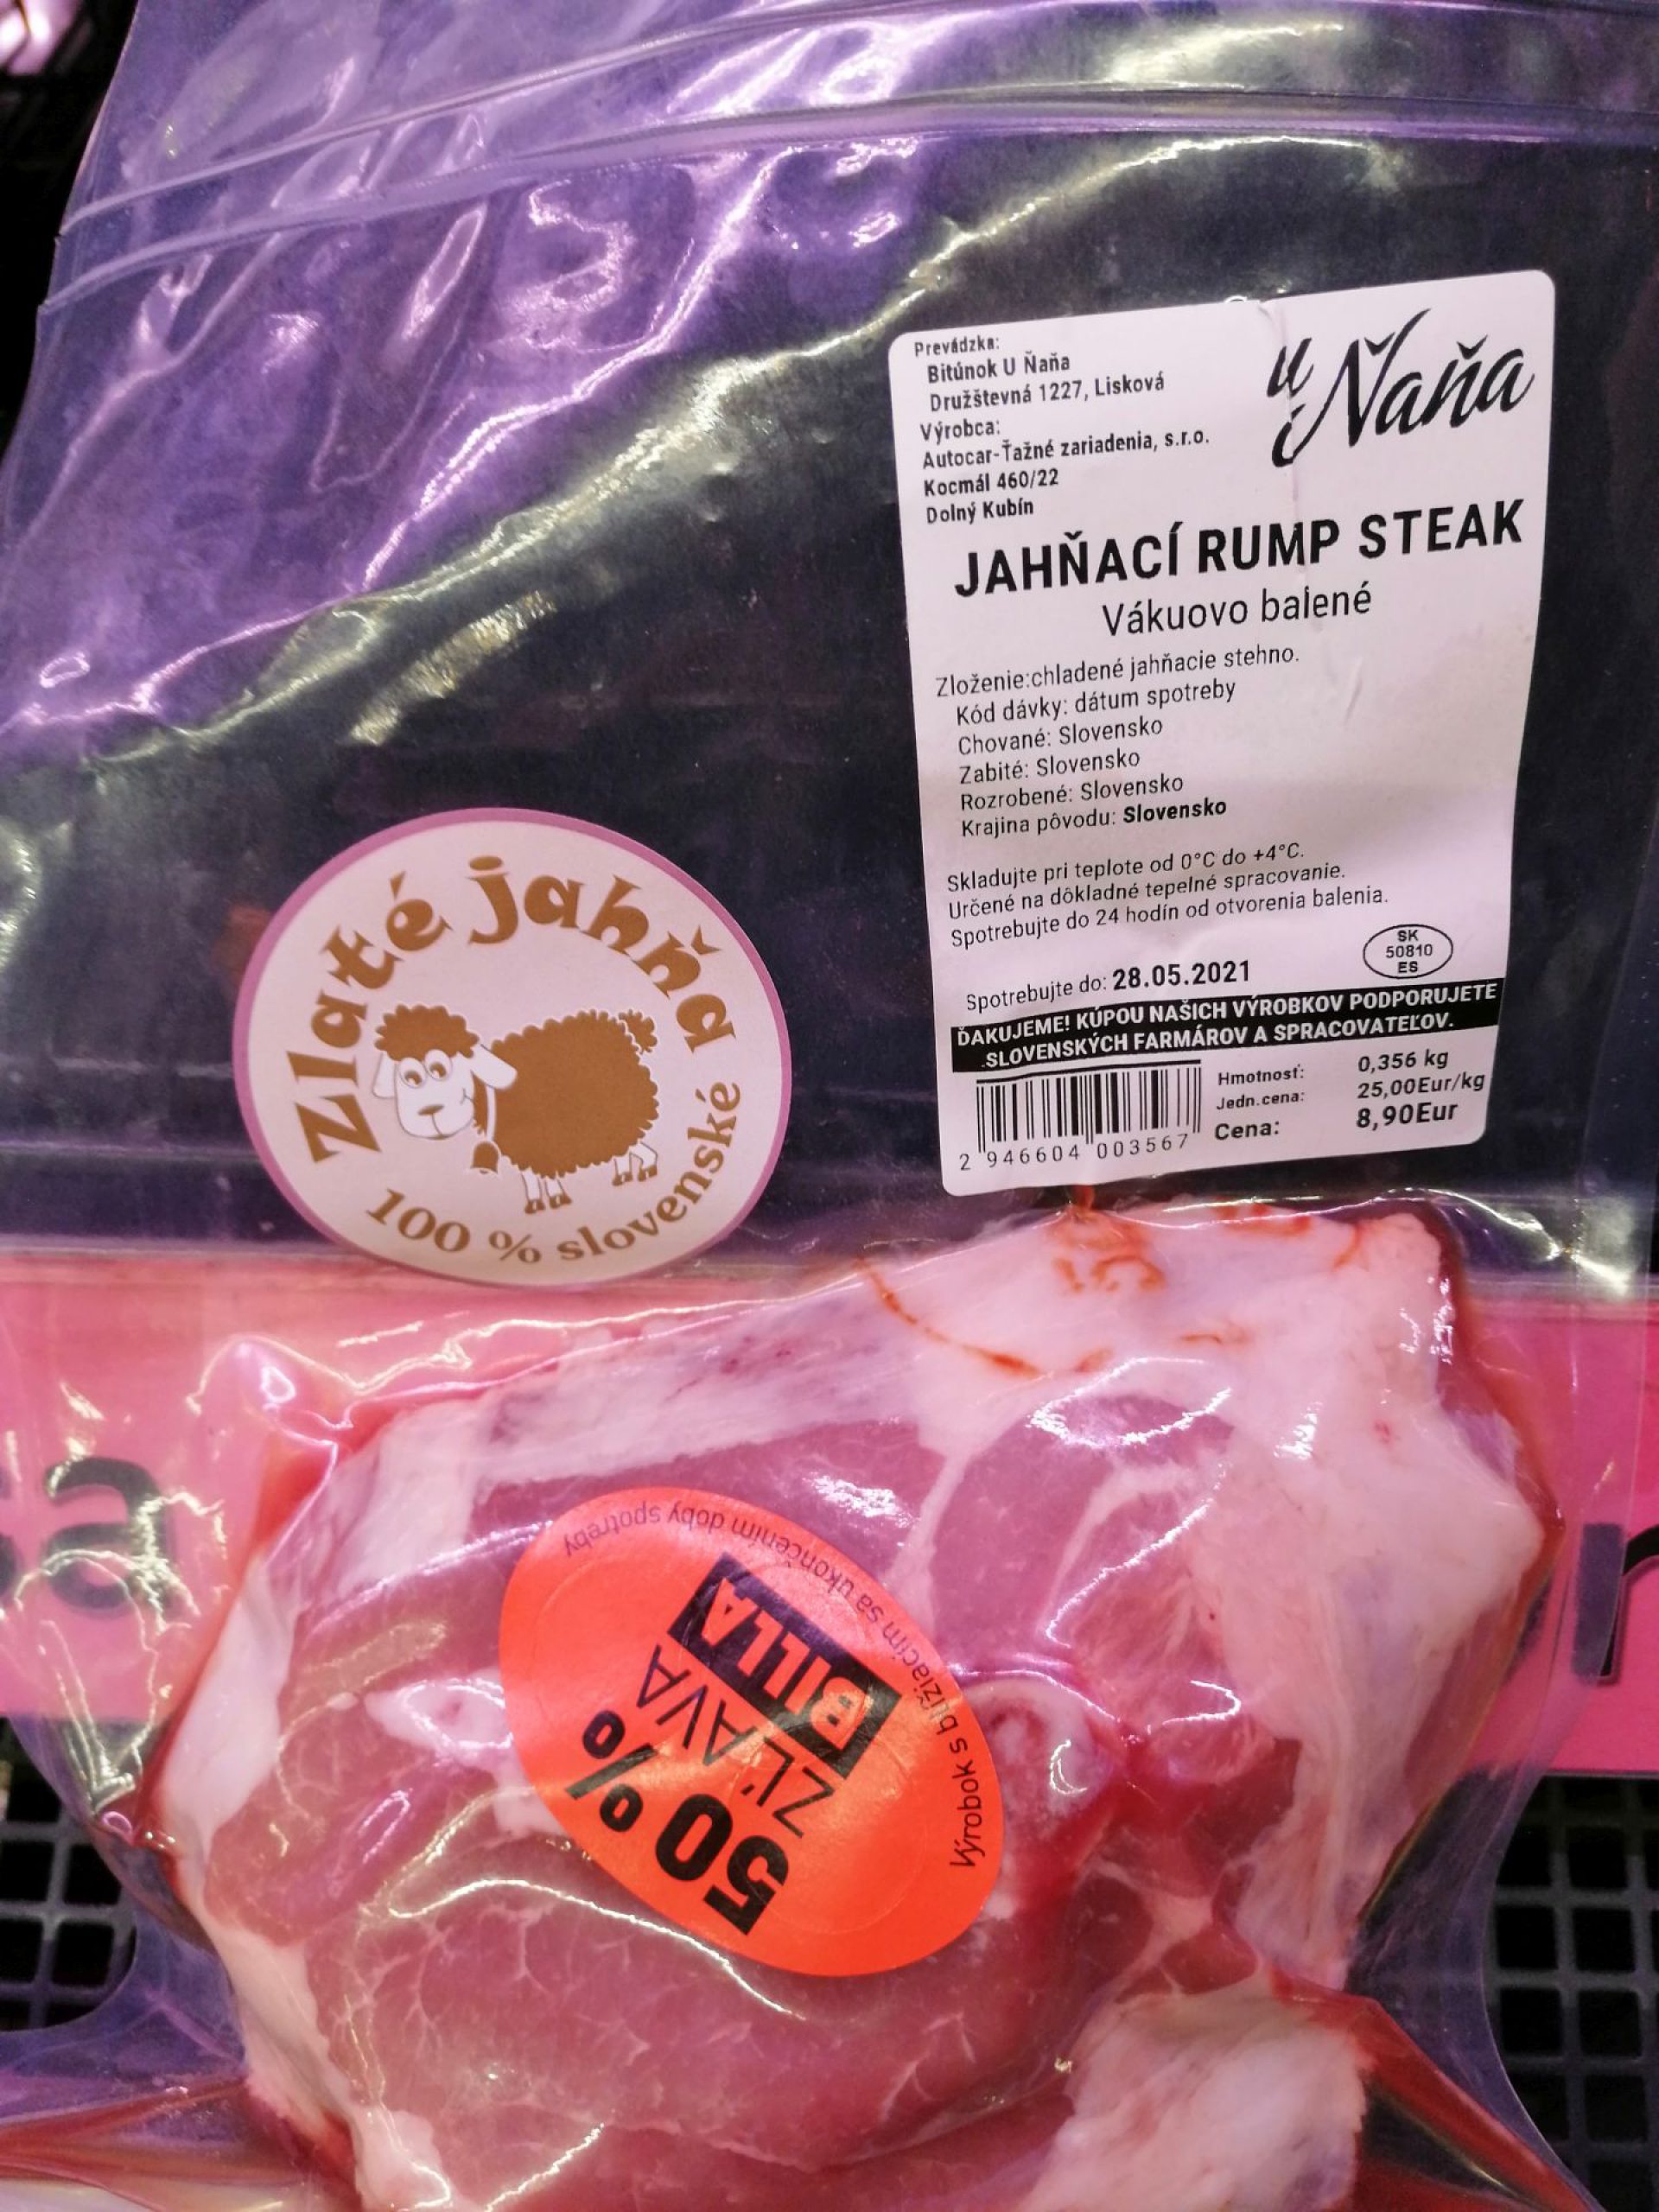 Prevádzka:
Bitúnok U Ňaňa
Družštevná 1227, Lisková
Výrobca:
Autocar-Ťažné zariadenia, s.r.o.
Kocmál 460/22
Dolný Kubín
u Ňaňa
JAHŇACÍ RUMP STEAK
Vákuovo balené
Zloženie:chladené jahňacie stehno.
Kód dávky: dátum spotreby
Chované: Slovensko
Zabité: Slovensko
Rozrobené: Slovensko
Krajina pôvodu: Slovensko
Skladujte pri teplote od 0°C do +4°C.
Určené na dôkladné tepelné spracovanie.
Spotrebujte do 24 hodín od otvorenia balenia.
SK
50810
ES
Spotrebujte do: 28.05.2021
ĎAKUJEME! KÚPOU NAŠICH VÝROBKOV PODPORUJETE
SLOVENSKÝCH FARMÁROV A SPRACOVATEĽOV.
Hmotnosť: 0,356 kg
Jedn.cena: 25,00Eur/kg
Cena: 8,90Eur
2 946604 003567
Zlaté jahňa
100 % slovenské
50%
ZĽAVA
BILLA
Výrobok s blížiacim sa ukončením doby spotreby